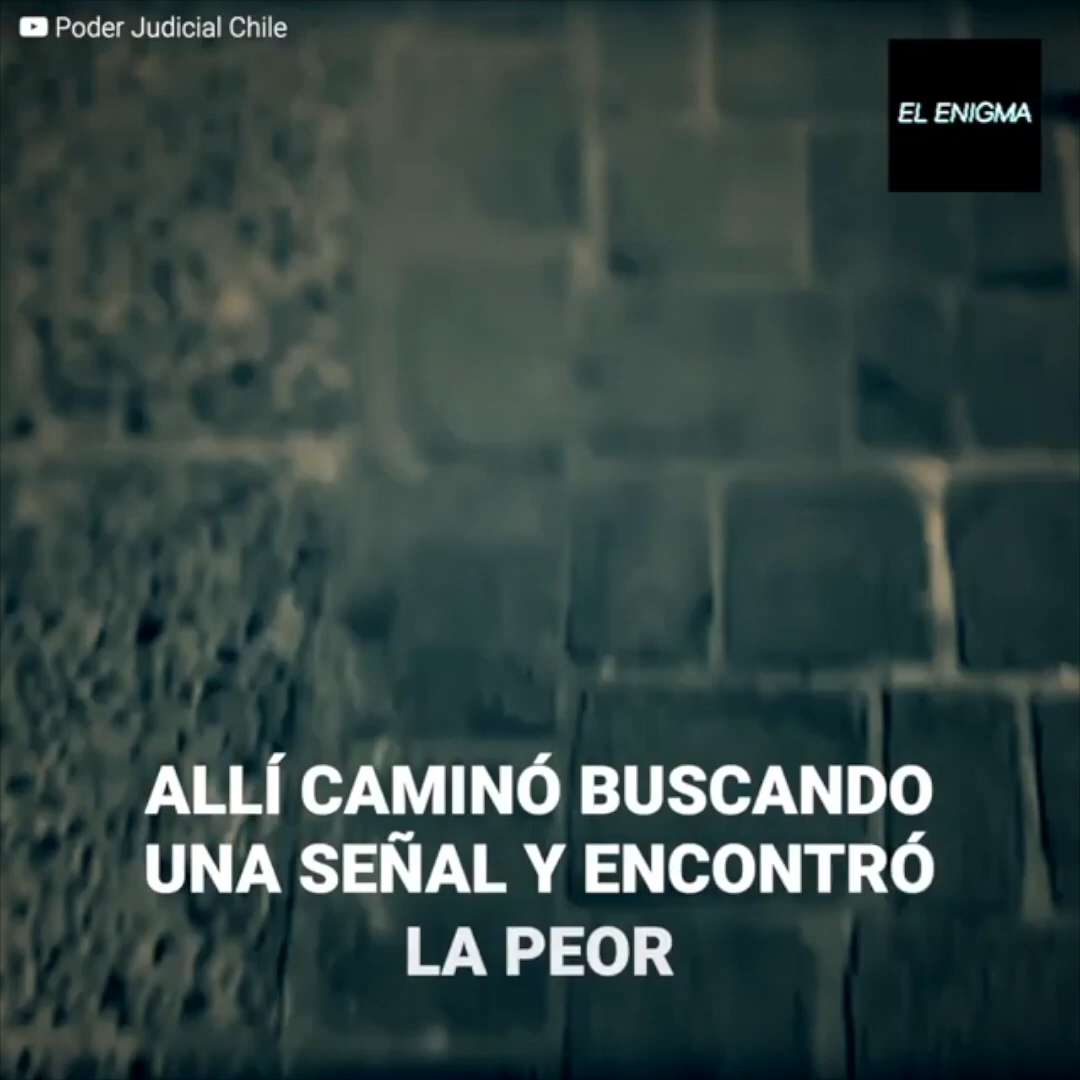 Poder Judicial Chile
EL ENIGMA
ALLÍ CAMINÓ BUSCANDO
UNA SEÑAL Y ENCONTRÓ
LA PEOR